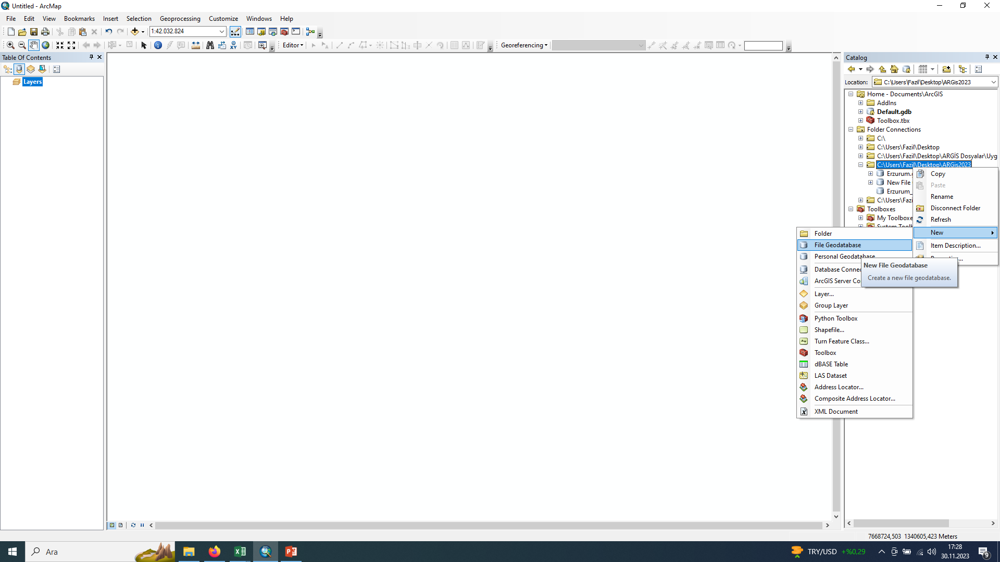 Untitled - ArcMap
File Edit View Bookmarks Insert Selection Geoprocessing Customize Windows Help
1:42.032.824
Editor Georeferencing
Table Of Contents
Layers
Catalog
Location: C:\Users\Fazil\Desktop\ARGis2023
Home - Documents\ArcGIS
AddIns
Default.gdb
Toolbox.tbx
Folder Connections
C:\
C:\Users\Fazil\Desktop
C:\Users\Fazil\Desktop\ARGİS Dosyalar\Uyg
C:\Users\Fazil\Desktop\ARGis2023
Erzurum.
New File
Erzurum_
C:\Users\Fazi
Toolboxes
My Toolboxe
Copy
Paste
Rename
Disconnect Folder
Refresh
New
Item Description...
Folder
File Geodatabase
Personal Geodatabase
Database Connec
ArcGIS Server Co
Layer...
Group Layer
Python Toolbox
Shapefile...
Turn Feature Class...
Toolbox
dBASE Table
LAS Dataset
Address Locator...
Composite Address Locator...
XML Document
New File Geodatabase
Create a new file geodatabase.
7668724,503 1340605,423 Meters
Ara
TRY/USD +%0,29
17:28
30.11.2023
9